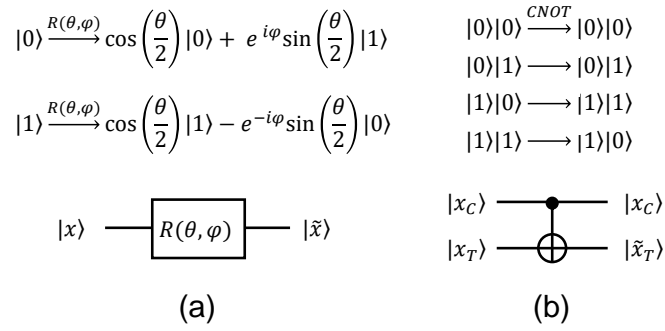 |0⟩ R(θ,φ)⟶ cos(θ/2)|0⟩ + e^{iφ}sin(θ/2)|1⟩
|1⟩ R(θ,φ)⟶ cos(θ/2)|1⟩ − e^{−iφ}sin(θ/2)|0⟩
|x⟩ R(θ, φ) |x̃⟩
(a)
|0⟩|0⟩ CNOT⟶ |0⟩|0⟩
|0⟩|1⟩ ⟶ |0⟩|1⟩
|1⟩|0⟩ ⟶ |1⟩|1⟩
|1⟩|1⟩ ⟶ |1⟩|0⟩
|x_C⟩ |x_C⟩
|x_T⟩ |x̃_T⟩
(b)